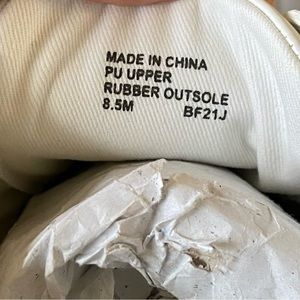 MADE IN CHINA
PU UPPER
RUBBER OUTSOLE
8.5M BF21J